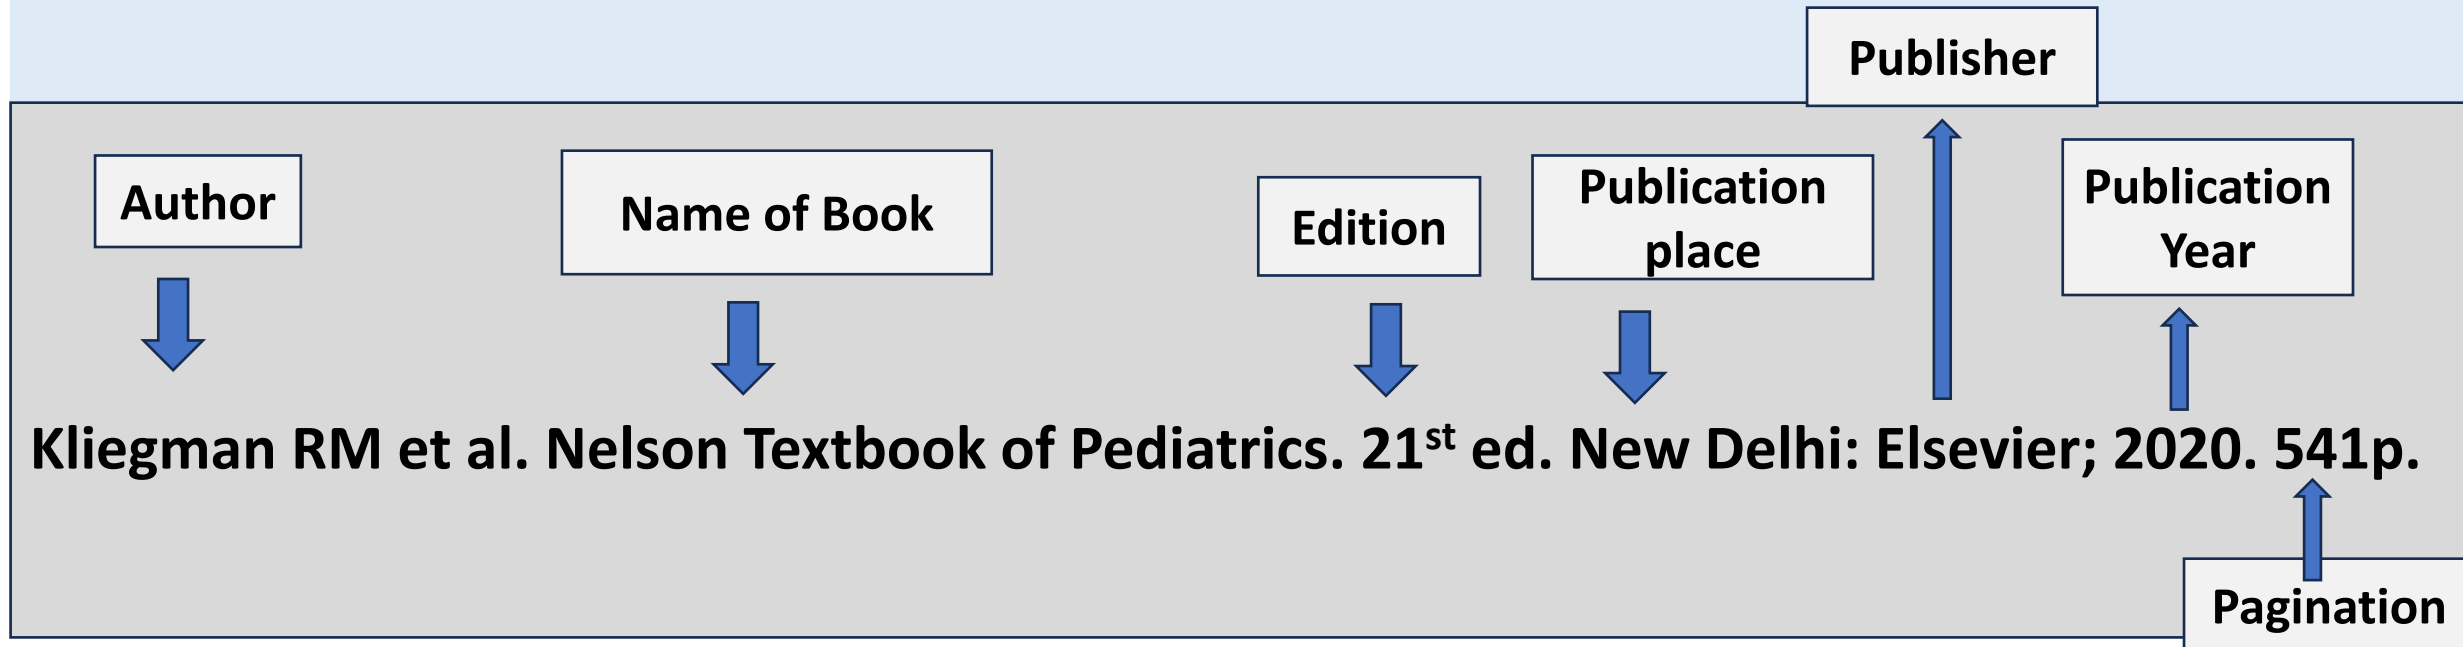 Publisher
Author
Name of Book
Edition
Publication
place
Publication
Year
Kliegman RM et al. Nelson Textbook of Pediatrics. 21st ed. New Delhi: Elsevier; 2020. 541p.
Pagination